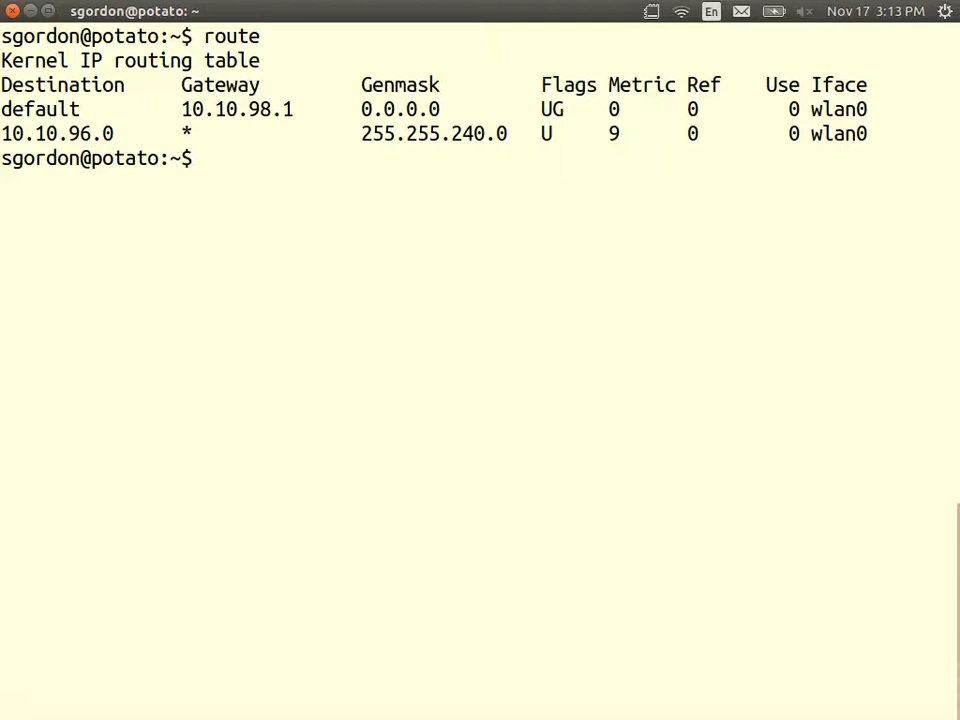 sgordon@potato: ~ En Nov 17 3:13 PM
sgordon@potato:~$ route
Kernel IP routing table
Destination Gateway Genmask Flags Metric Ref Use Iface
default 10.10.98.1 0.0.0.0 UG 0 0 0 wlan0
10.10.96.0 * 255.255.240.0 U 9 0 0 wlan0
sgordon@potato:~$